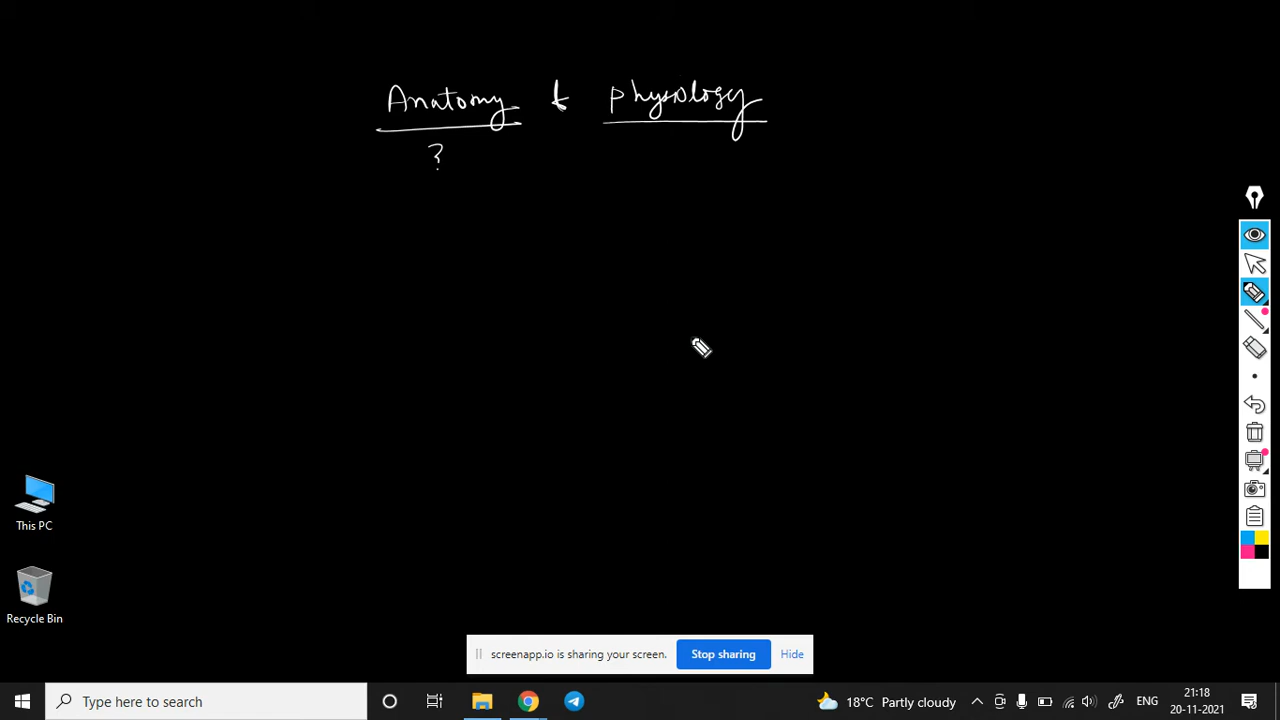 Anatomy & physiology
?
This PC
Recycle Bin
screenapp.io is sharing your screen. Stop sharing Hide
Type here to search
18°C Partly cloudy
ENG
21:18
20-11-2021